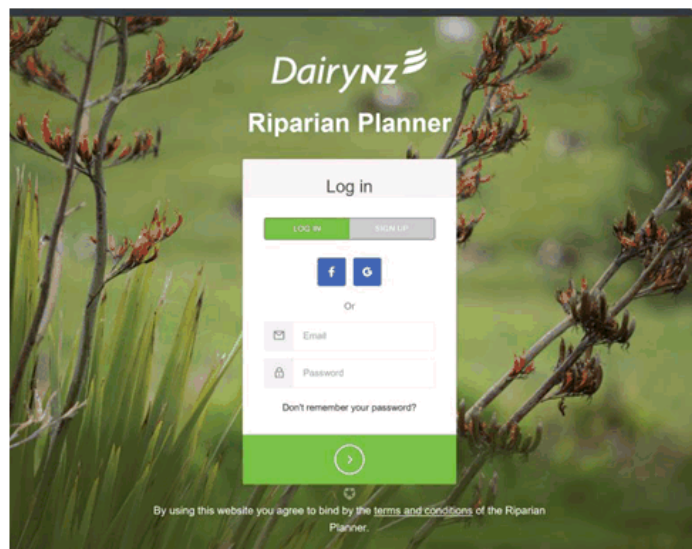 DairyNZ
Riparian Planner
Log in
LOG IN
SIGN UP
Or
Email
Password
Don't remember your password?
By using this website you agree to bind by the terms and conditions of the Riparian
Planner.